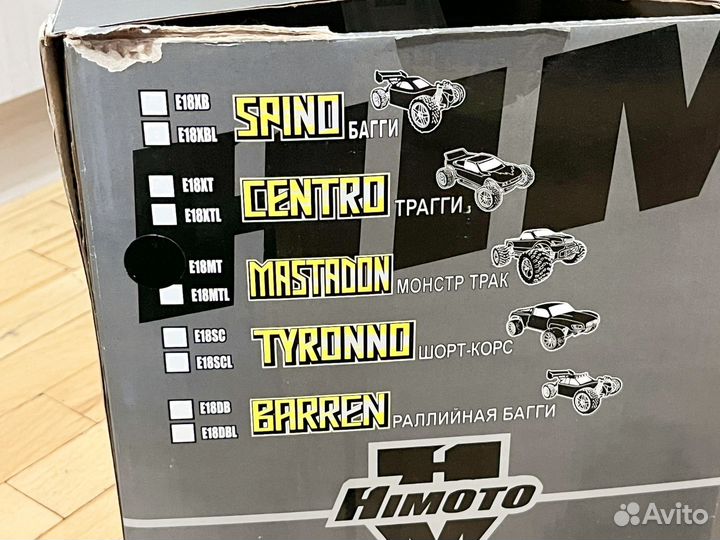 E18XB
E18XBL
SPINO БАГГИ
E18XT
E18XTL
CENTRO ТРАГГИ
E18MT
E18MTL
MASTADON МОНСТР ТРАК
E18SC
E18SCL
TYRONNO ШОРТ-КОРС
E18DB
E18DBL
BARREN РАЛЛИЙНАЯ БАГГИ
HIMOTO
Avito